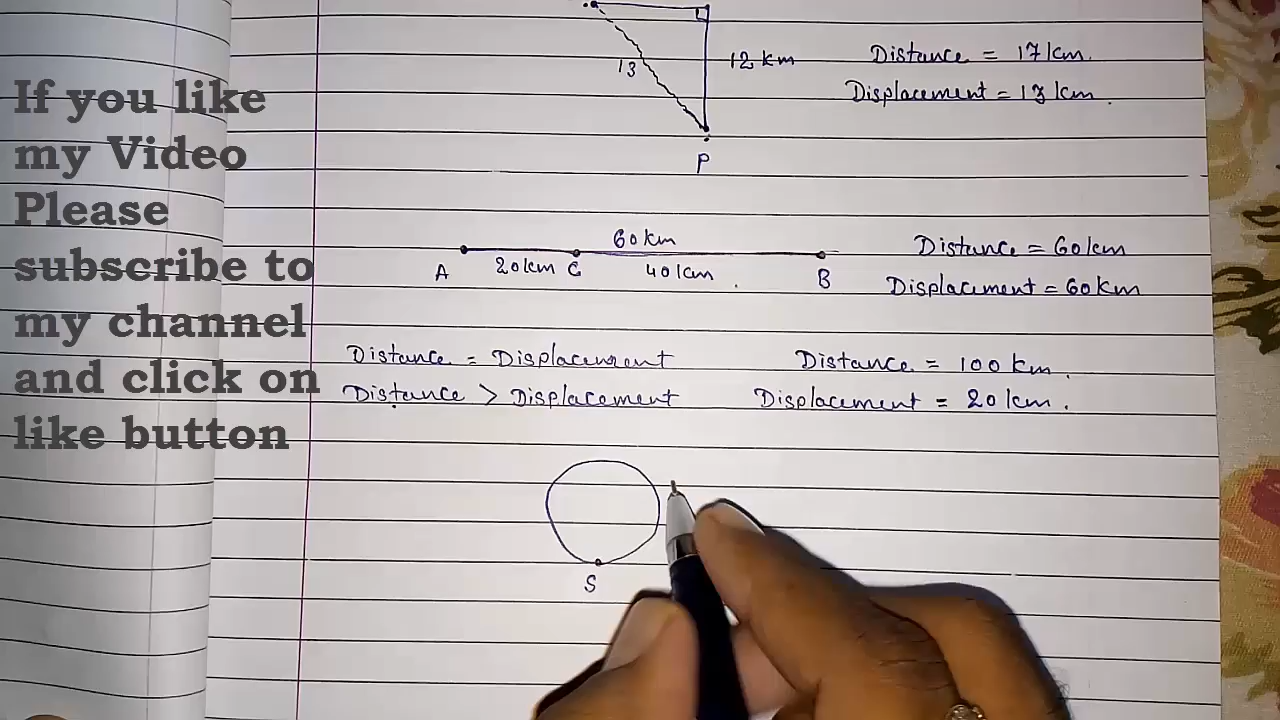 12 km
Distance = 17 km.
13
Displacement = 13 km.
P
60 km
Distance = 60 km
A
20 km
C
40 km
B
Displacement = 60 km
Distance = Displacement
Distance = 100 km.
Distance > Displacement
Displacement = 20 km.
S
If you like
my Video
Please
subscribe to
my channel
and click on
like button